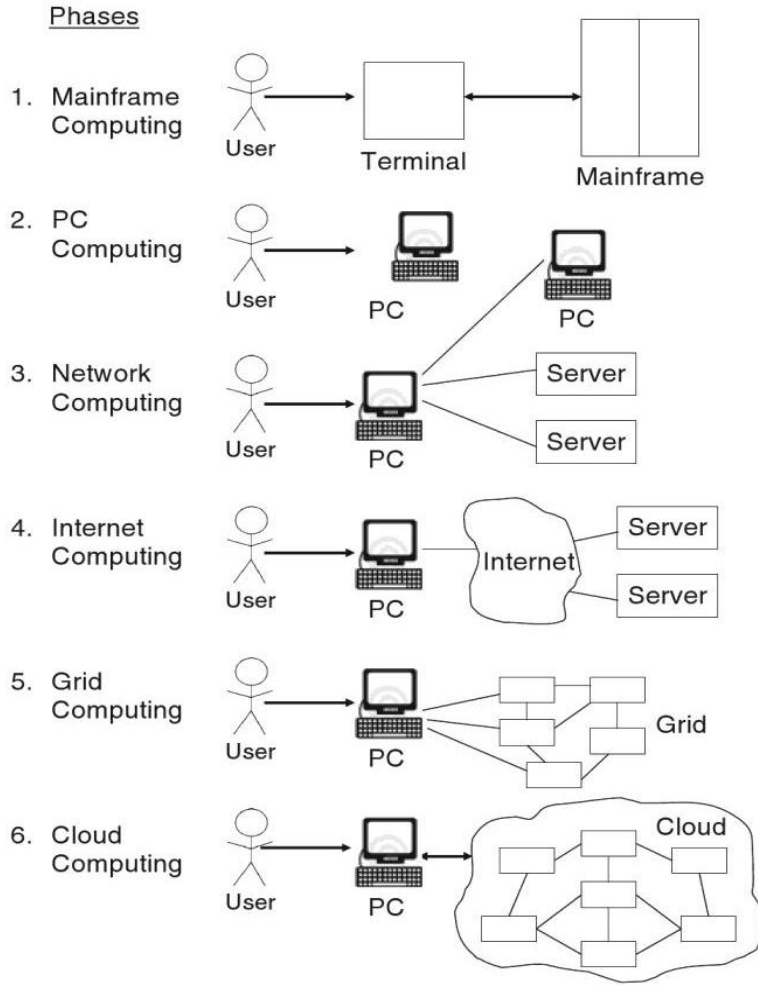 Phases
1. Mainframe
Computing
User
Terminal
Mainframe
2. PC
Computing
User
PC
PC
3. Network
Computing
User
PC
Server
Server
4. Internet
Computing
User
PC
Internet
Server
Server
5. Grid
Computing
User
PC
Grid
6. Cloud
Computing
User
PC
Cloud